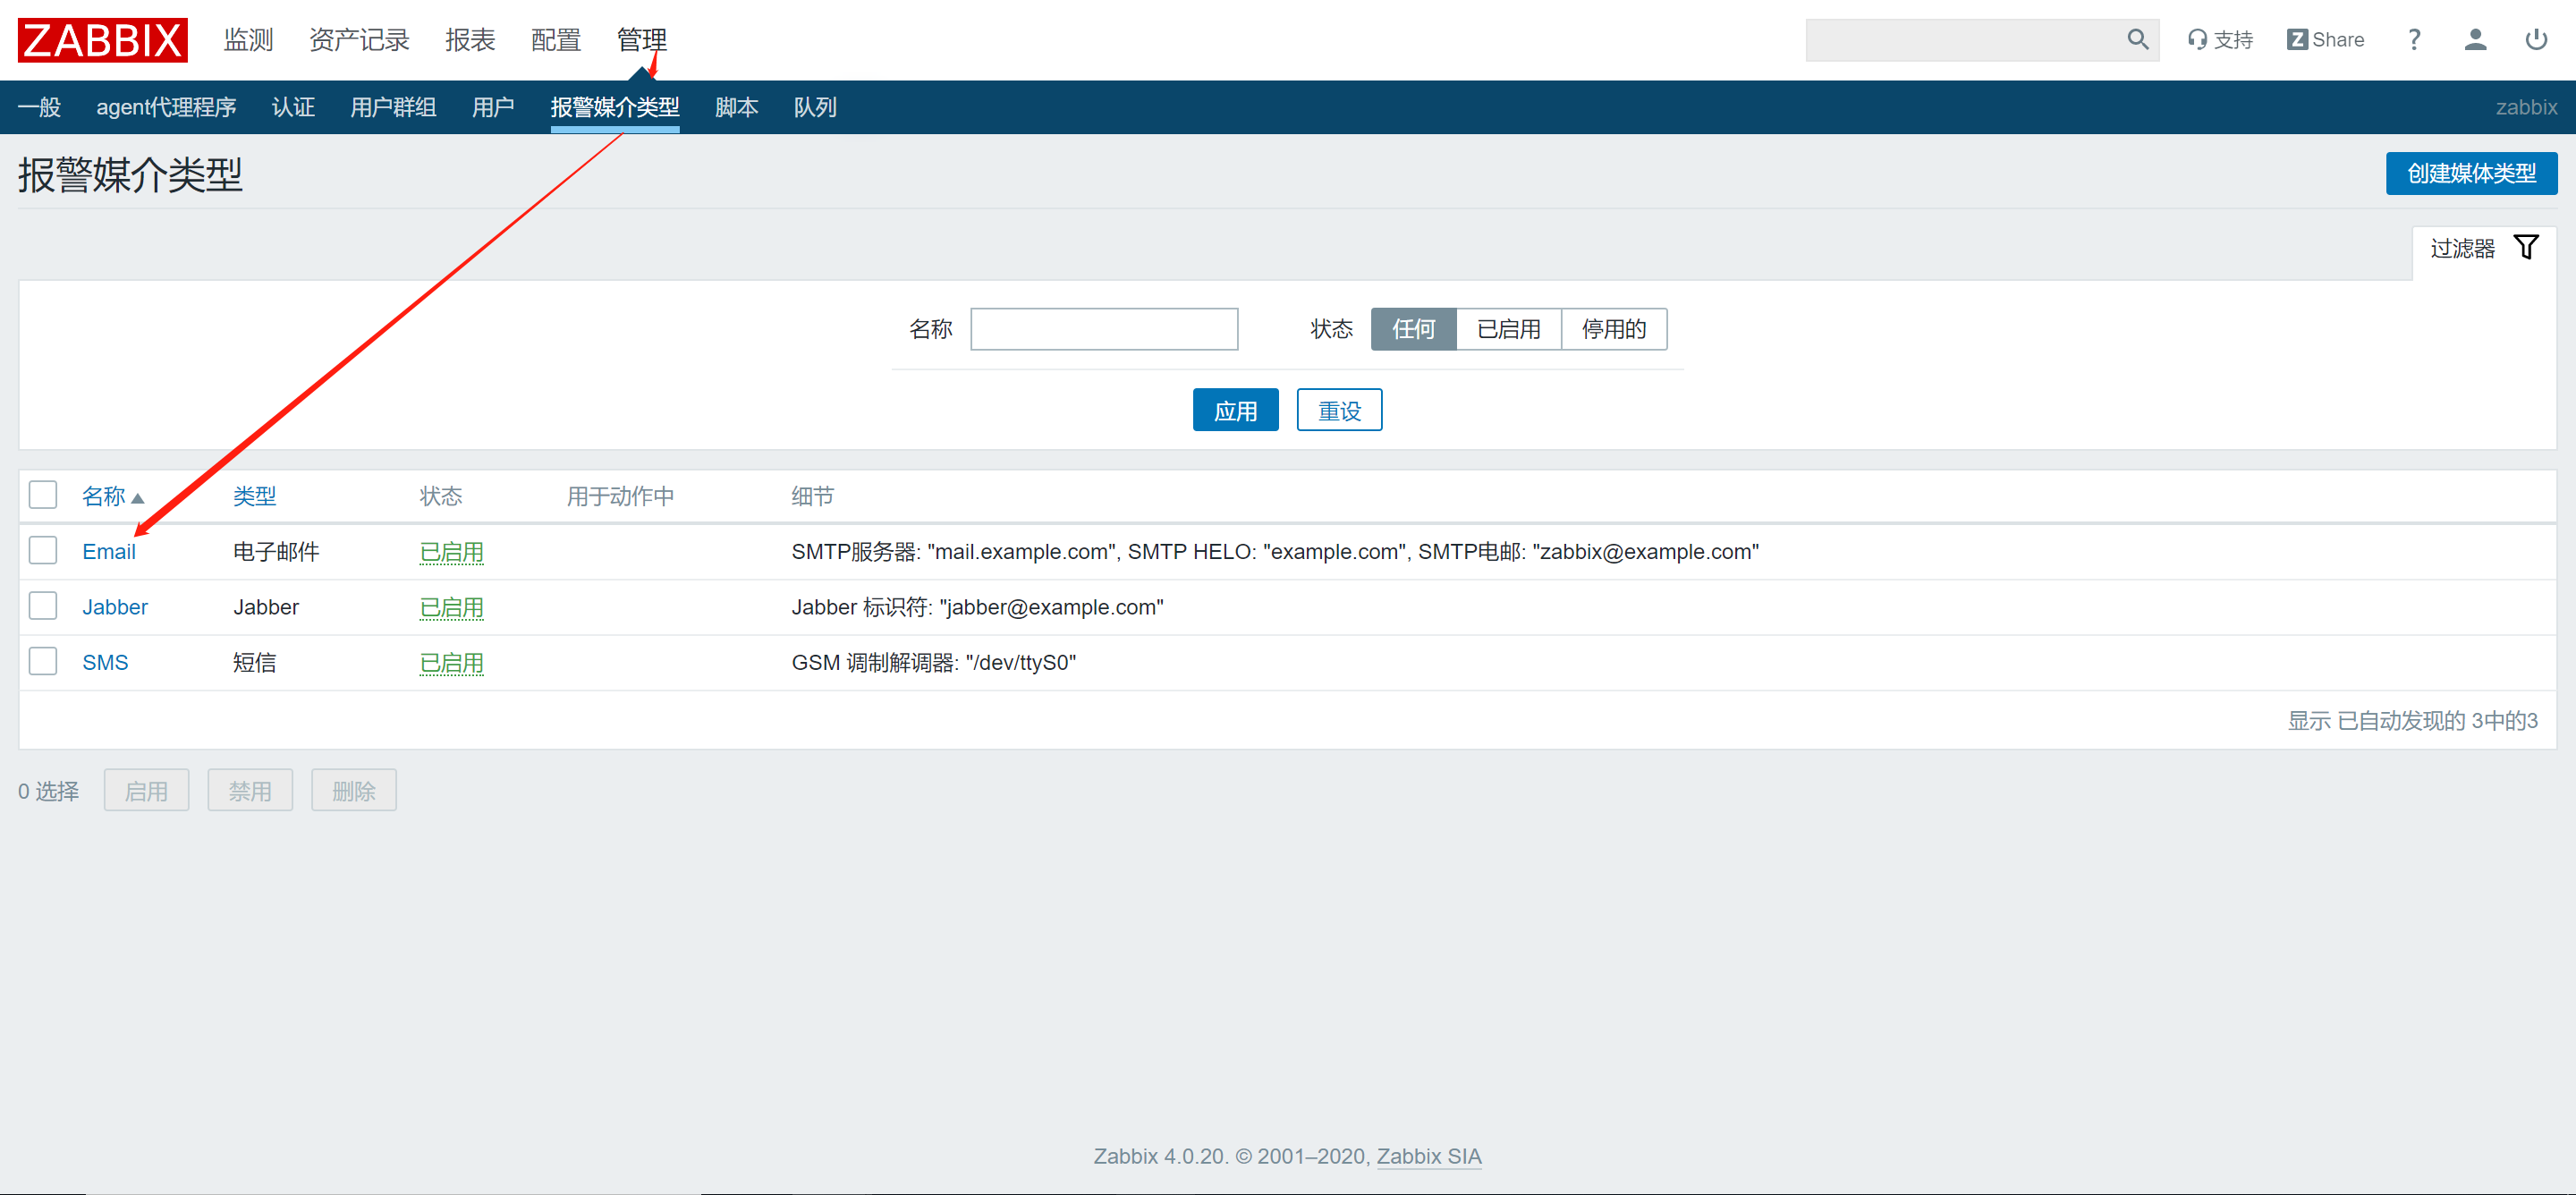 ZABBIX 监测 资产记录 报表 配置 管理 支持 Z Share ?
一般 agent代理程序 认证 用户群组 用户 报警媒介类型 脚本 队列 zabbix
报警媒介类型 创建媒体类型
过滤器
名称 状态 任何 已启用 停用的
应用 重设
名称 类型 状态 用于动作中 细节
Email 电子邮件 已启用 SMTP服务器: "mail.example.com", SMTP HELO: "example.com", SMTP电邮: "zabbix@example.com"
Jabber Jabber 已启用 Jabber 标识符: "jabber@example.com"
SMS 短信 已启用 GSM 调制解调器: "/dev/ttyS0"
显示 已自动发现的 3中的3
0 选择 启用 禁用 删除
Zabbix 4.0.20. © 2001–2020, Zabbix SIA